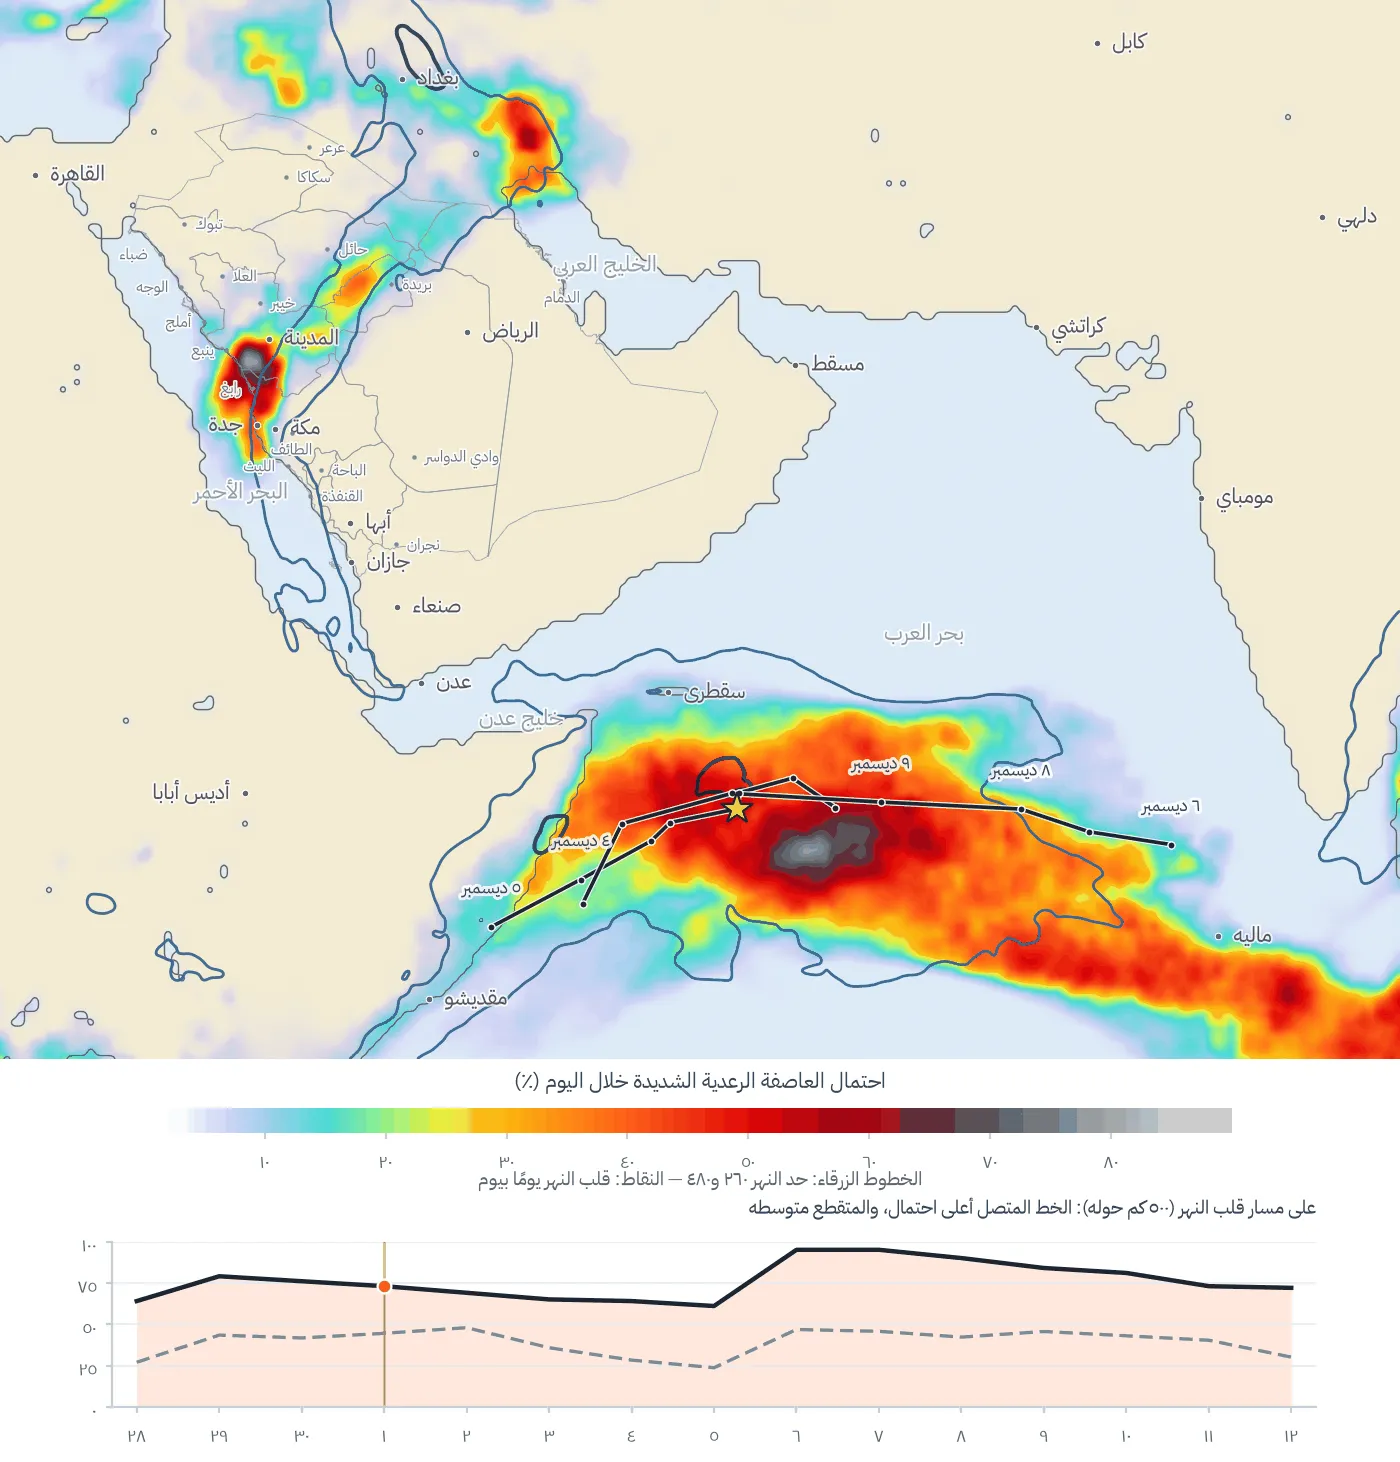 كابل
بغداد
عرعر
القاهرة
سكاكا
دلهي
تبوك
ضباء
حائل
الخليج العربي
العلا
الوجه
بريدة
الدمام
خيبر
أملج
كراتشي
الرياض
المدينة
ينبع
مسقط
رابغ
جدة
مكة
الطائف
وادي الدواسر
الليث
الباحة
البحر الأحمر
القنفذة
مومباي
أبها
نجران
جازان
صنعاء
بحر العرب
عدن
سقطرى
خليج عدن
٩ ديسمبر
٨ ديسمبر
أديس أبابا
٦ ديسمبر
٤ ديسمبر
٥ ديسمبر
ماليه
مقديشو
احتمال العاصفة الرعدية الشديدة خلال اليوم (٪)
١٠ ٢٠ ٣٠ ٤٠ ٥٠ ٦٠ ٧٠ ٨٠
الخطوط الزرقاء: حد النهر ٢٦٠ و٤٨٠ — النقاط: قلب النهر يومًا بيوم
على مسار قلب النهر (٥٠٠ كم حوله): الخط المتصل أعلى احتمال، والمتقطع متوسطه
١٠٠
٧٥
٥٠
٢٥
٠
٢٨ ٢٩ ٣٠ ١ ٢ ٣ ٤ ٥ ٦ ٧ ٨ ٩ ١٠ ١١ ١٢